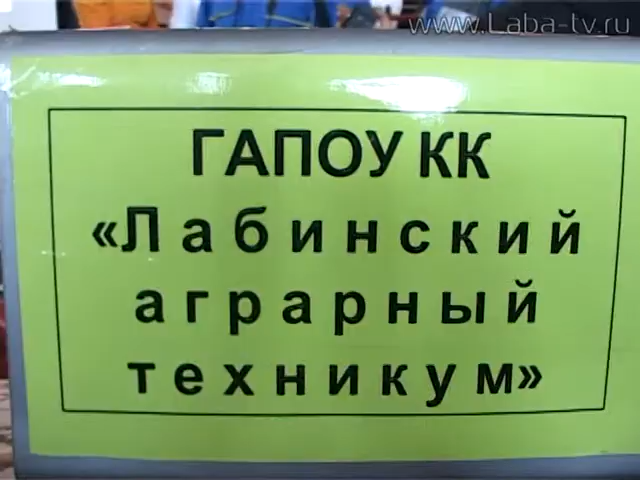 www.Laba-tv.ru
ГАПОУ КК
«Лабинский
аграрный
техникум»